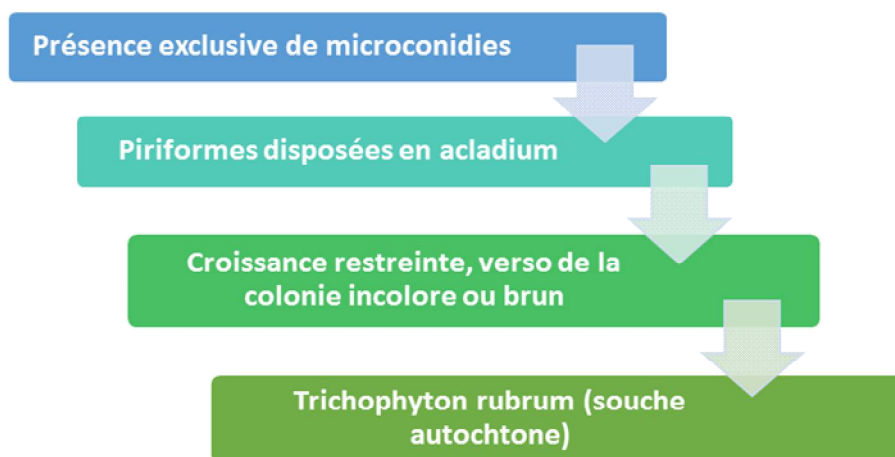 Présence exclusive de microconidies
Piriformes disposées en acladium
Croissance restreinte, verso de la
colonie incolore ou brun
Trichophyton rubrum (souche
autochtone)